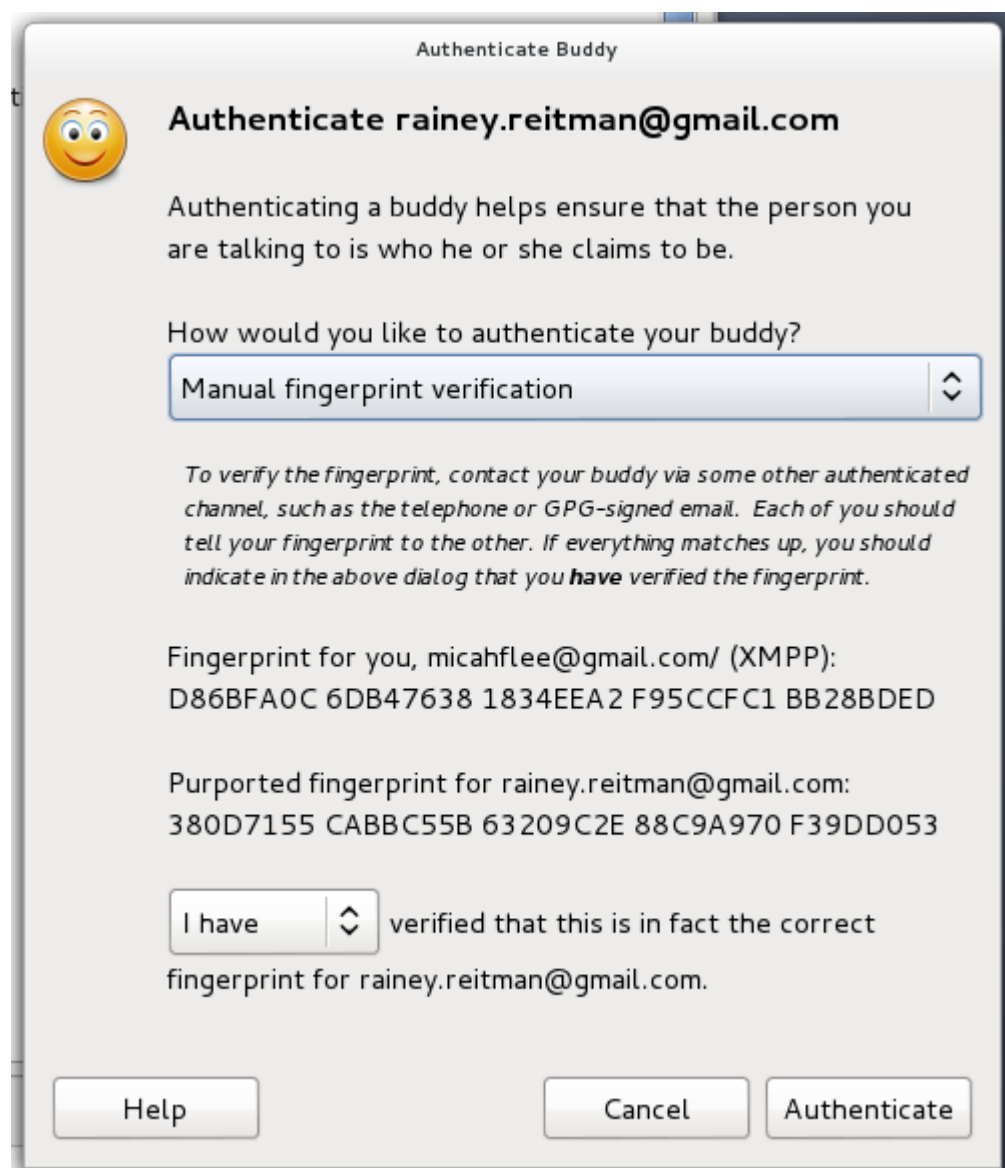 Authenticate Buddy
t
Authenticate rainey.reitman@gmail.com
Authenticating a buddy helps ensure that the person you
are talking to is who he or she claims to be.
How would you like to authenticate your buddy?
Manual fingerprint verification
To verify the fingerprint, contact your buddy via some other authenticated
channel, such as the telephone or GPG-signed email. Each of you should
tell your fingerprint to the other. If everything matches up, you should
indicate in the above dialog that you have verified the fingerprint.
Fingerprint for you, micahflee@gmail.com/ (XMPP):
D86BFA0C 6DB47638 1834EEA2 F95CCFC1 BB28BDED
Purported fingerprint for rainey.reitman@gmail.com:
380D7155 CABBC55B 63209C2E 88C9A970 F39DD053
I have verified that this is in fact the correct
fingerprint for rainey.reitman@gmail.com.
Help Cancel Authenticate